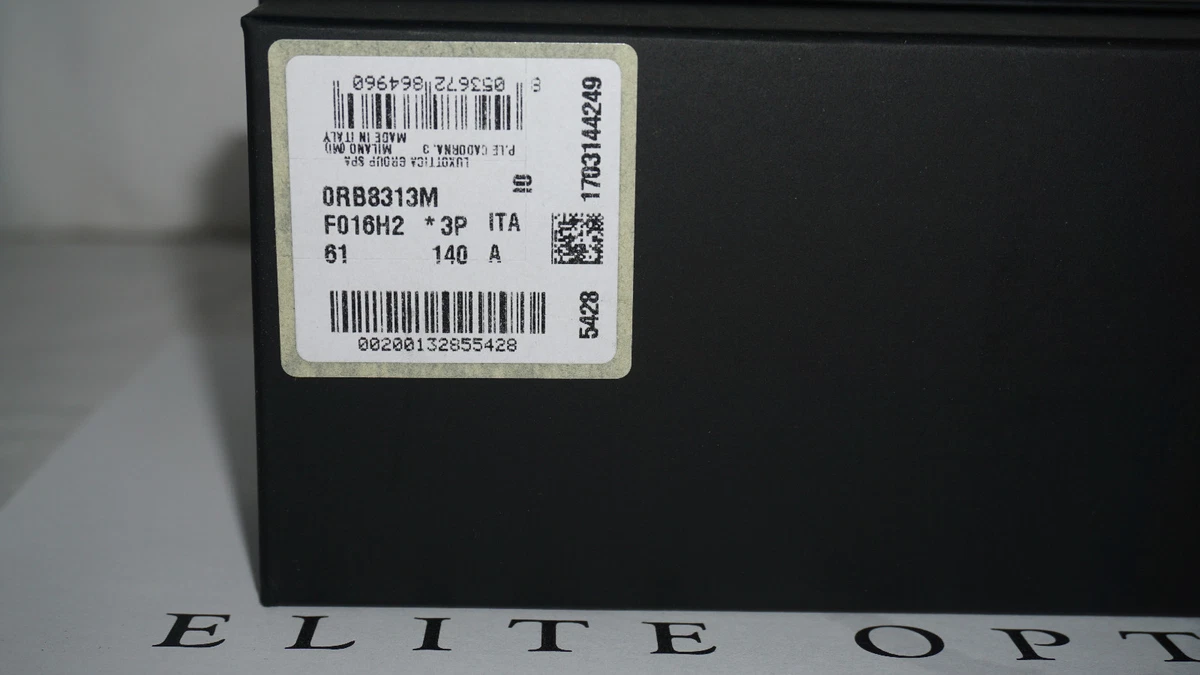 8 053672 864960
MADE IN ITALY
P.LE CADORNA, 3 MILANO (MI)
LUXOTTICA GROUP SPA
0RB8313M
10
F016H2 * 3P ITA
61 140 A
00200132855428
1703144249
5428
ELITE OPT